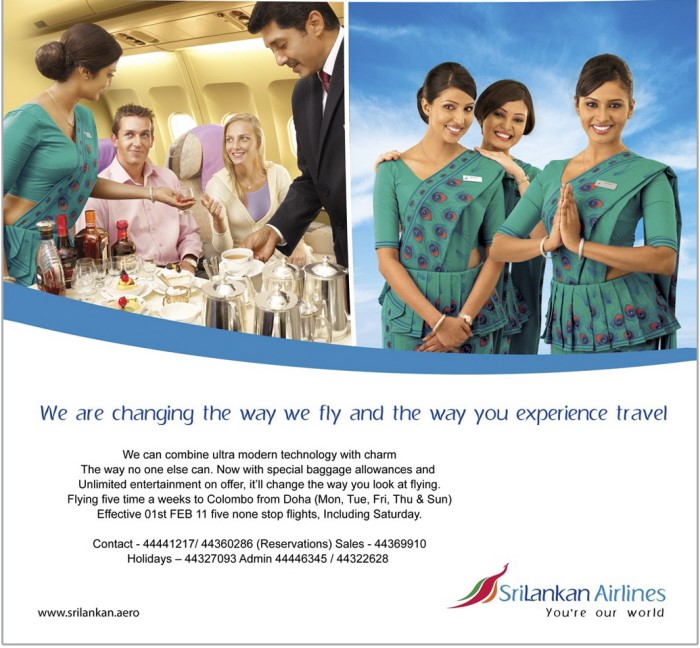 We are changing the way we fly and the way you experience travel
We can combine ultra modern technology with charm
The way no one else can. Now with special baggage allowances and
Unlimited entertainment on offer, it'll change the way you look at flying.
Flying five time a weeks to Colombo from Doha (Mon, Tue, Fri, Thu & Sun)
Effective 01st FEB 11 five none stop flights, Including Saturday.
Contact - 44441217/ 44360286 (Reservations) Sales - 44369910
Holidays – 44327093 Admin 44446345 / 44322628
SriLankan Airlines
You're our world
www.srilankan.aero